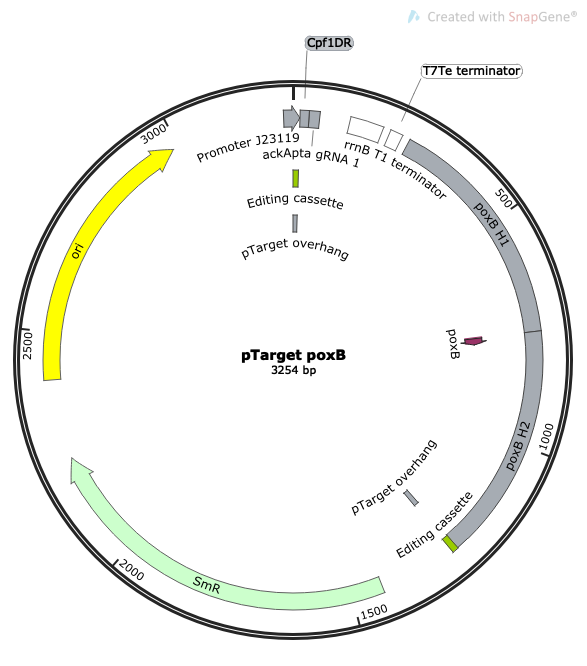 Created with SnapGene®
Cpf1DR
T7Te terminator
3000
Promoter J23119
ackApta gRNA 1
rrnB T1 terminator
Editing cassette
500
poxB H1
pTarget overhang
ori
2500
pTarget poxB
3254 bp
poxB
1000
poxB H2
pTarget overhang
Editing cassette
2000
SmR
1500